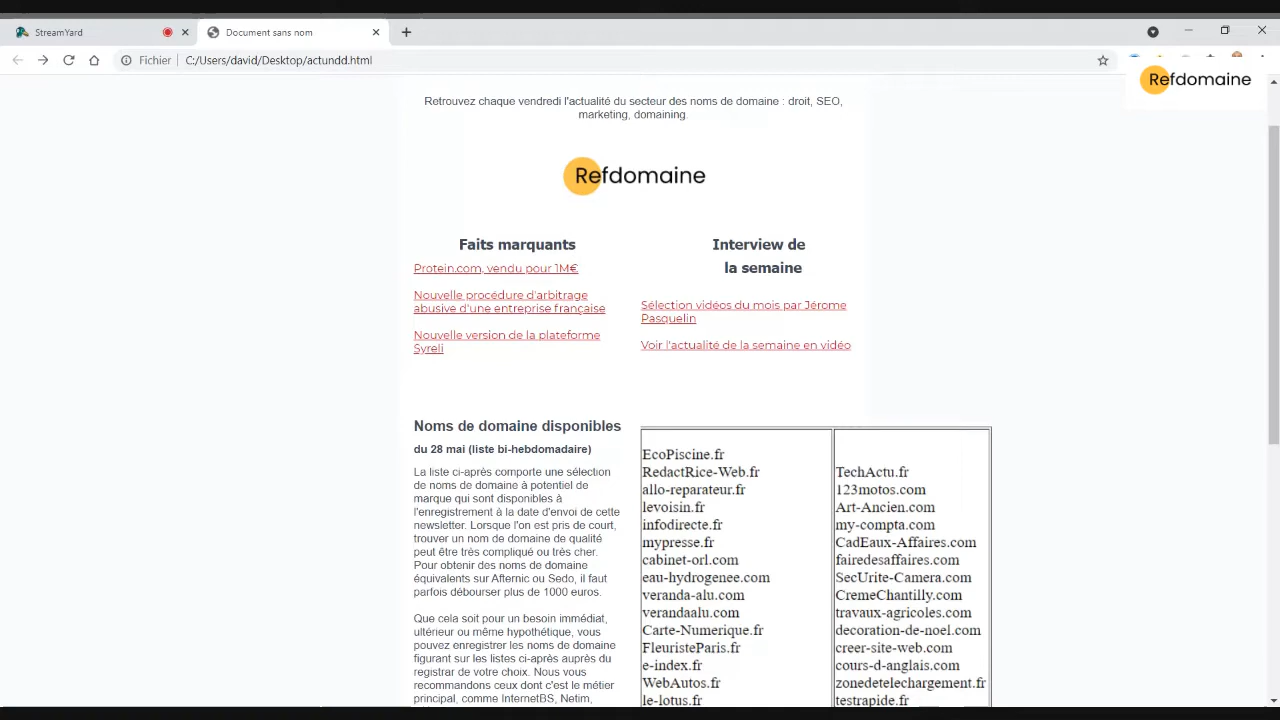 StreamYard
Document sans nom
Fichier
C:/Users/david/Desktop/actundd.html
Refdomaine
Retrouvez chaque vendredi l'actualité du secteur des noms de domaine : droit, SEO,
marketing, domaining
Refdomaine
Faits marquants
Protein.com, vendu pour 1M€
Nouvelle procédure d'arbitrage
abusive d'une entreprise française
Nouvelle version de la plateforme
Syreli
Interview de
la semaine
Sélection vidéos du mois par Jérome
Pasquelin
Voir l'actualité de la semaine en vidéo
Noms de domaine disponibles
du 28 mai (liste bi-hebdomadaire)
La liste ci-après comporte une sélection
de noms de domaine à potentiel de
marque qui sont disponibles à
l'enregistrement à la date d'envoi de cette
newsletter. Lorsque l'on est pris de court,
trouver un nom de domaine de qualité
peut être très compliqué ou très cher.
Pour obtenir des noms de domaine
équivalents sur Afternic ou Sedo, il faut
parfois débourser plus de 1000 euros.
Que cela soit pour un besoin immédiat,
ultérieur ou même hypothétique, vous
pouvez enregistrer les noms de domaine
figurant sur les listes ci-après auprès du
registrar de votre choix. Nous vous
recommandons ceux dont c'est le métier
principal, comme InternetBS, Netim,
EcoPiscine.fr
RedactRice-Web.fr
allo-reparateur.fr
levoisin.fr
infodirecte.fr
mypresse.fr
cabinet-orl.com
eau-hydrogenee.com
veranda-alu.com
verandaalu.com
Carte-Numerique.fr
FleuristeParis.fr
e-index.fr
WebAutos.fr
le-lotus.fr
TechActu.fr
123motos.com
Art-Ancien.com
my-compta.com
CadEaux-Affaires.com
fairedesaffaires.com
SecUrite-Camera.com
CremeChantilly.com
travaux-agricoles.com
decoration-de-noel.com
creer-site-web.com
cours-d-anglais.com
zonedetelechargement.fr
testrapide.fr